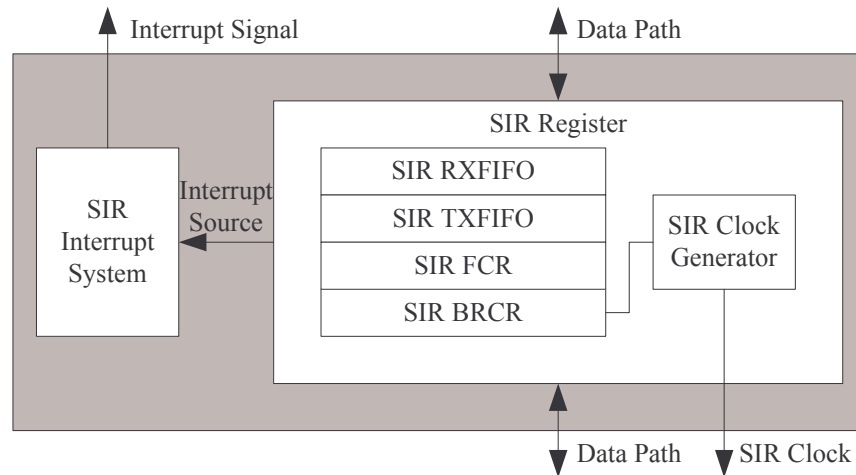 Interrupt Signal
Data Path
SIR Register
SIR RXFIFO
SIR TXFIFO
SIR FCR
SIR BRCR
SIR
Interrupt
System
Interrupt
Source
SIR Clock
Generator
Data Path
SIR Clock